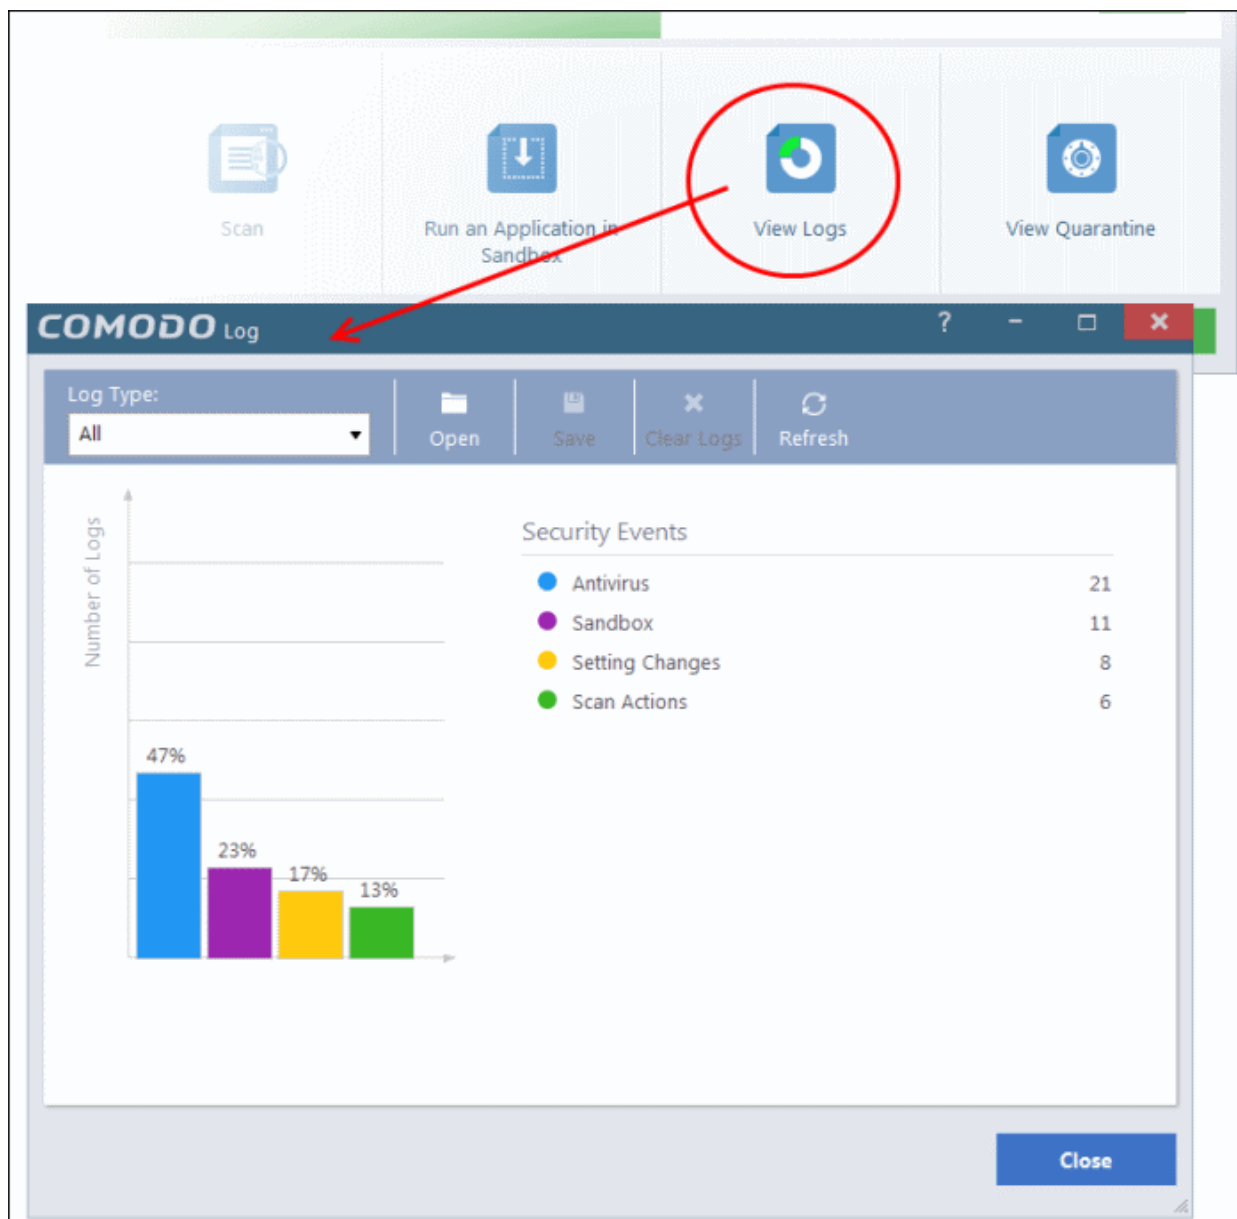 Scan
Run an Application in
Sandbox
View Logs
View Quarantine
COMODO Log
?
Log Type:
All
Open
Save
Clear Logs
Refresh
Number of Logs
47%
23%
17%
13%
Security Events
Antivirus 21
Sandbox 11
Setting Changes 8
Scan Actions 6
Close